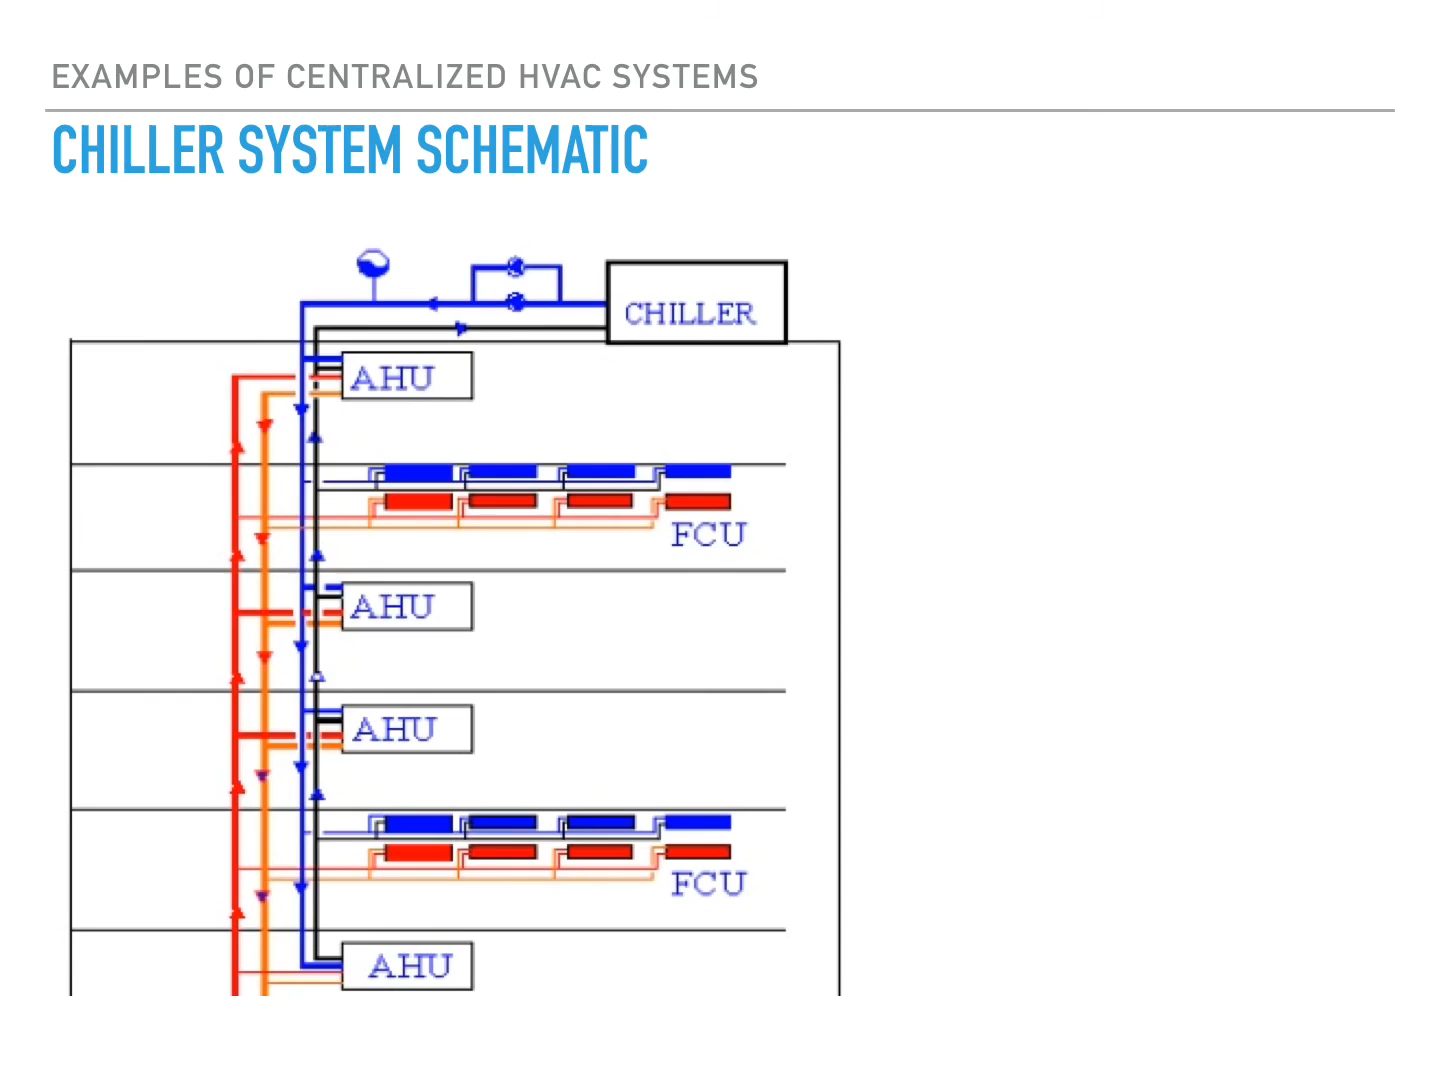 EXAMPLES OF CENTRALIZED HVAC SYSTEMS
CHILLER SYSTEM SCHEMATIC
CHILLER
AHU
FCU
AHU
AHU
FCU
AHU